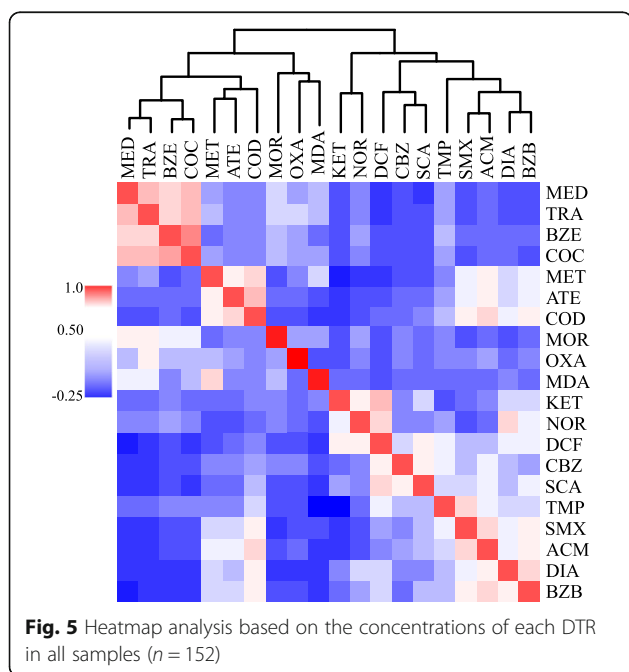 MED TRA BZE COC MET ATE COD MOR OXA MDA KET NOR DCF CBZ SCA TMP SMX ACM DIA BZB
MED
TRA
BZE
COC
MET
ATE
COD
MOR
OXA
MDA
KET
NOR
DCF
CBZ
SCA
TMP
SMX
ACM
DIA
BZB
1.0
0.50
-0.25
Fig. 5 Heatmap analysis based on the concentrations of each DTR
in all samples (n = 152)